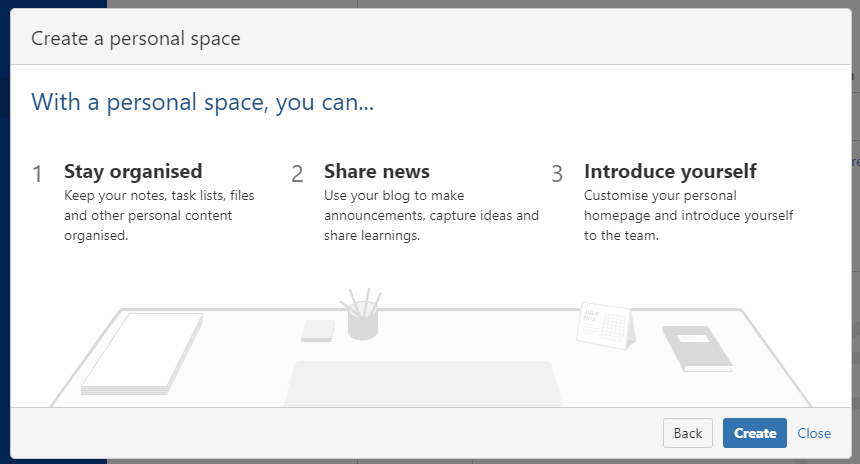 Create a personal space
With a personal space, you can...
1 Stay organised
Keep your notes, task lists, files
and other personal content
organised.
2 Share news
Use your blog to make
announcements, capture ideas and
share learnings.
3 Introduce yourself
Customise your personal
homepage and introduce yourself
to the team.
JULY
2013
Back
Create
Close